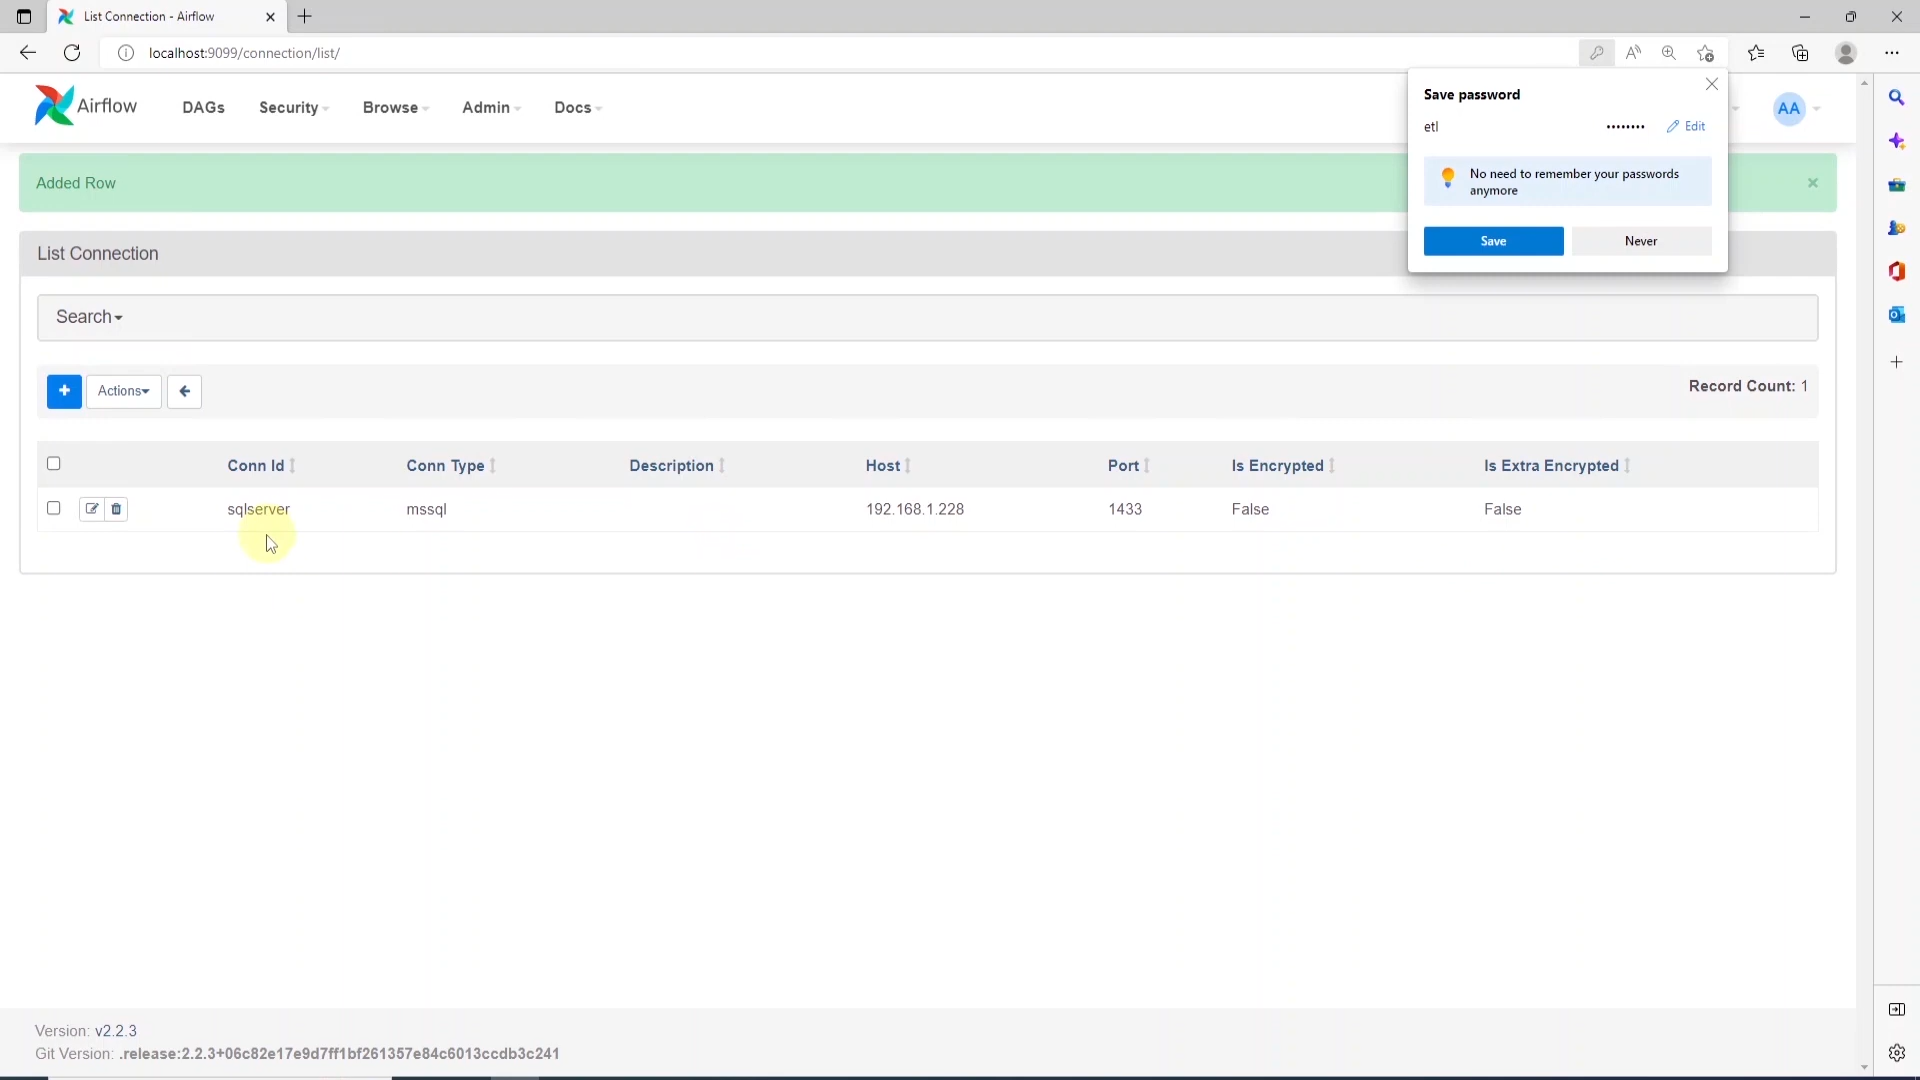 List Connection - Airflow
localhost:9099/connection/list/
Airflow
DAGs
Security
Browse
Admin
Docs
AA
Save password
etl
•••••••• Edit
No need to remember your passwords
anymore
Save
Never
Added Row
×
List Connection
Search
+
Actions
Record Count: 1
Conn Id
Conn Type
Description
Host
Port
Is Encrypted
Is Extra Encrypted
sqlserver
mssql
192.168.1.228
1433
False
False
Version: v2.2.3
Git Version: .release:2.2.3+06c82e17e9d7ff1bf261357e84c6013ccdb3c241